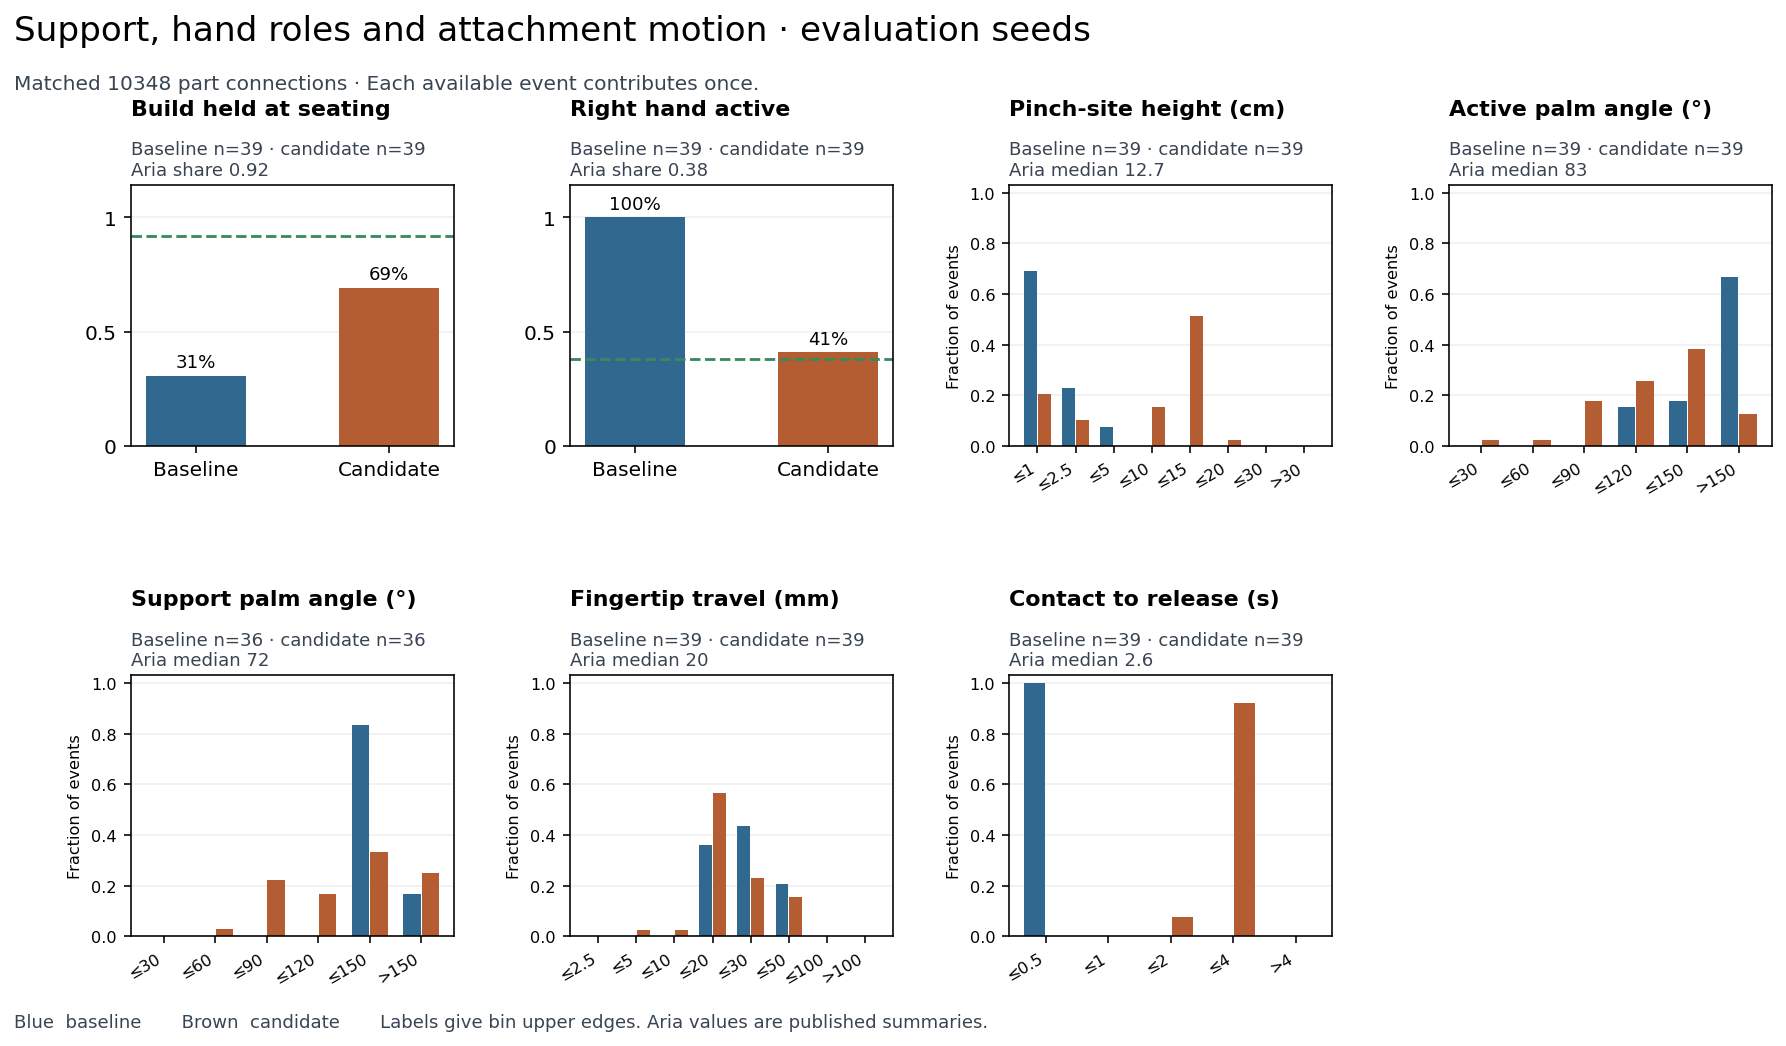 Support, hand roles and attachment motion · evaluation seeds
Matched 10348 part connections · Each available event contributes once.
Build held at seating
Baseline n=39 · candidate n=39
Aria share 0.92
1
0.5
0
31%
69%
Baseline
Candidate
Right hand active
Baseline n=39 · candidate n=39
Aria share 0.38
1
0.5
0
100%
41%
Baseline
Candidate
Pinch-site height (cm)
Baseline n=39 · candidate n=39
Aria median 12.7
Fraction of events
1.0
0.8
0.6
0.4
0.2
0.0
≤1
≤2.5
≤5
≤10
≤15
≤20
≤30
>30
Active palm angle (°)
Baseline n=39 · candidate n=39
Aria median 83
Fraction of events
1.0
0.8
0.6
0.4
0.2
0.0
≤30
≤60
≤90
≤120
≤150
>150
Support palm angle (°)
Baseline n=36 · candidate n=36
Aria median 72
Fraction of events
1.0
0.8
0.6
0.4
0.2
0.0
≤30
≤60
≤90
≤120
≤150
>150
Fingertip travel (mm)
Baseline n=39 · candidate n=39
Aria median 20
Fraction of events
1.0
0.8
0.6
0.4
0.2
0.0
≤2.5
≤5
≤10
≤20
≤30
≤50
≤100
>100
Contact to release (s)
Baseline n=39 · candidate n=39
Aria median 2.6
Fraction of events
1.0
0.8
0.6
0.4
0.2
0.0
≤0.5
≤1
≤2
≤4
>4
Blue baseline Brown candidate Labels give bin upper edges. Aria values are published summaries.